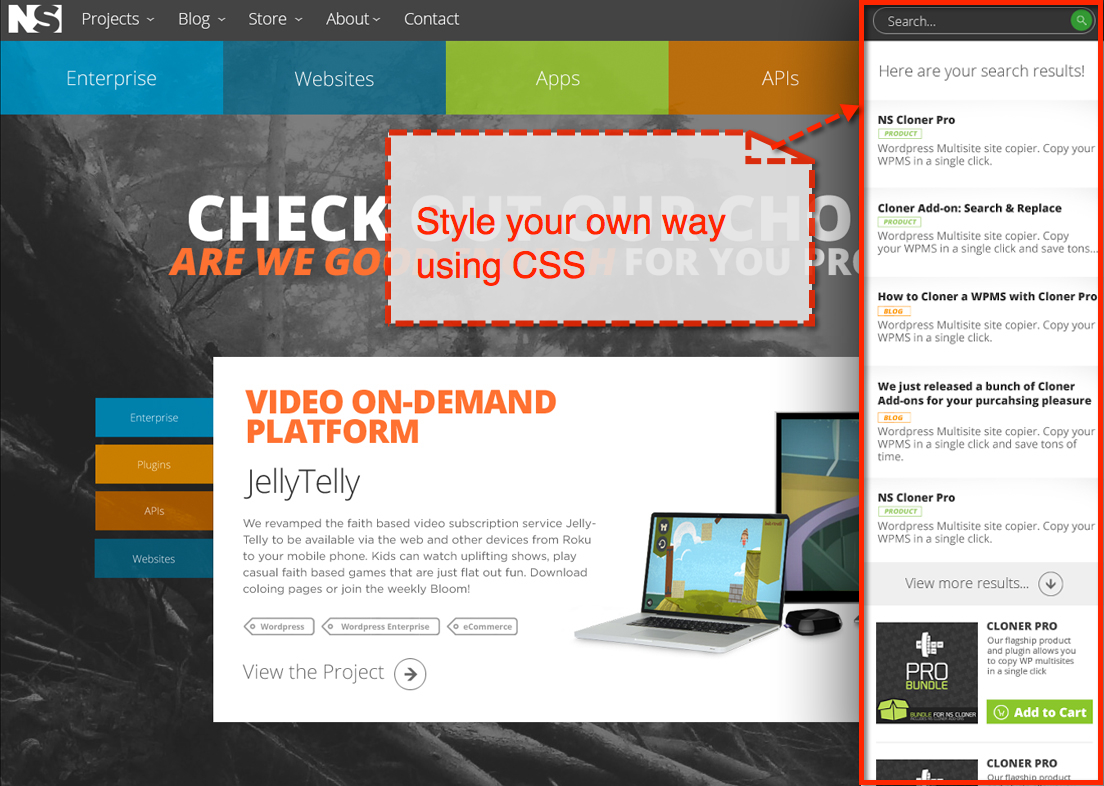 NS
Projects
Blog
Store
About
Contact
Search...
Enterprise
Websites
Apps
APIs
CHECK OUT OUR CHO
ARE WE GO
H FOR YOU PRO
Style your own way
using CSS
VIDEO ON-DEMAND
PLATFORM
JellyTelly
We revamped the faith based video subscription service Jelly-
Telly to be available via the web and other devices from Roku
to your mobile phone. Kids can watch uplifting shows, play
casual faith based games that are just flat out fun. Download
coloring pages or join the weekly Bloom!
Wordpress
Wordpress Enterprise
eCommerce
View the Project
Enterprise
Plugins
APIs
Websites
Here are your search results!
NS Cloner Pro
PRODUCT
Wordpress Multisite site copier. Copy your
WPMS in a single click.
Cloner Add-on: Search & Replace
PRODUCT
Wordpress Multisite site copier. Copy
your WPMS in a single click and save tons...
How to Cloner a WPMS with Cloner Pro
BLOG
Wordpress Multisite site copier. Copy your
WPMS in a single click.
We just released a bunch of Cloner
Add-ons for your purcahsing pleasure
BLOG
Wordpress Multisite site copier. Copy your
WPMS in a single click and save tons of
time.
NS Cloner Pro
PRODUCT
Wordpress Multisite site copier. Copy your
WPMS in a single click.
View more results...
PRO
BUNDLE
BUNDLE FOR NS CLONER
CLONER PRO
Our flagship product
and plugin allows you
to copy WP multisites
in a single click
Add to Cart
CLONER PRO
Our flagship product